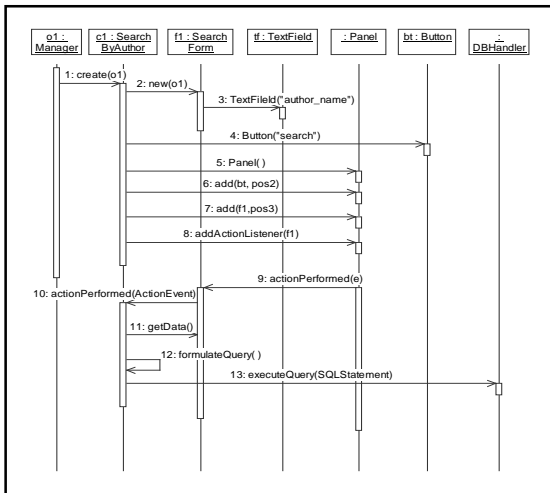 o1 :
Manager
c1 : Search
ByAuthor
f1 : Search
Form
tf : TextField
: Panel
bt : Button
:
DBHandler
1: create(o1)
2: new(o1)
3: TextFileld("author_name")
4: Button("search")
5: Panel( )
6: add(bt, pos2)
7: add(f1,pos3)
8: addActionListener(f1)
9: actionPerformed(e)
10: actionPerformed(ActionEvent)
11: getData()
12: formulateQuery( )
13: executeQuery(SQLStatement)